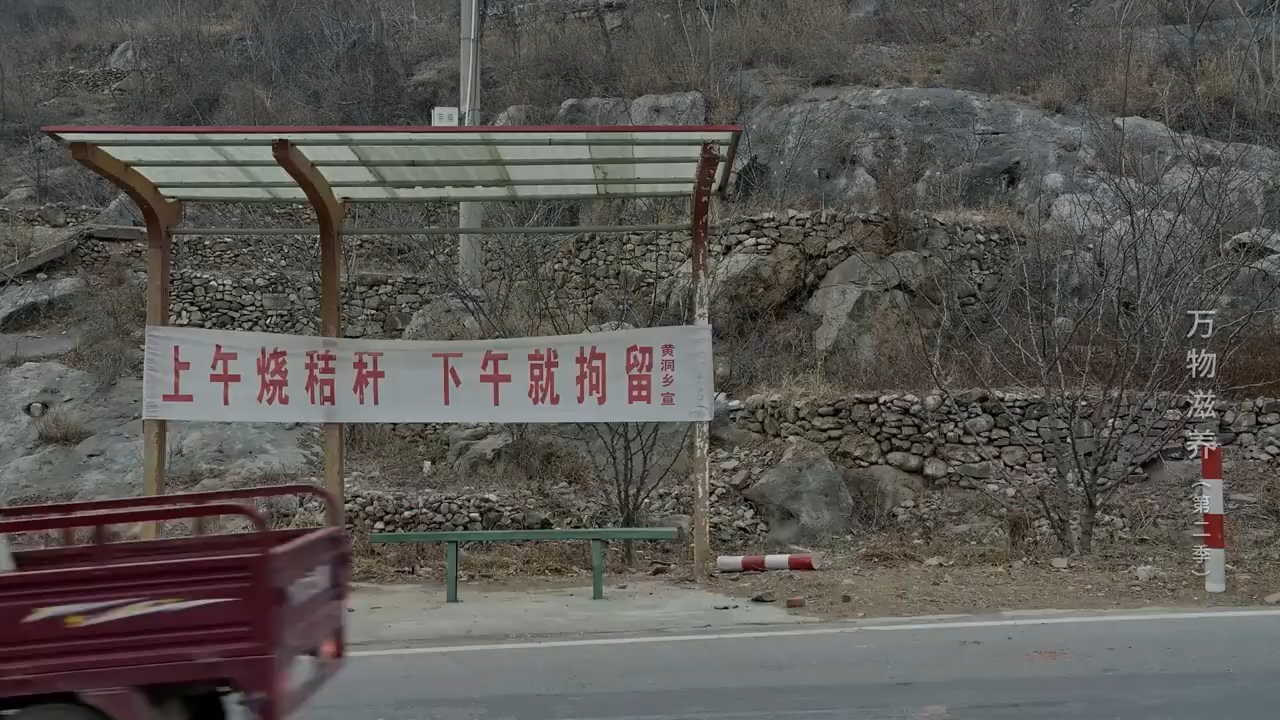 上午烧秸秆 下午就拘留
黄洞乡 宣
万物滋养(第二季)